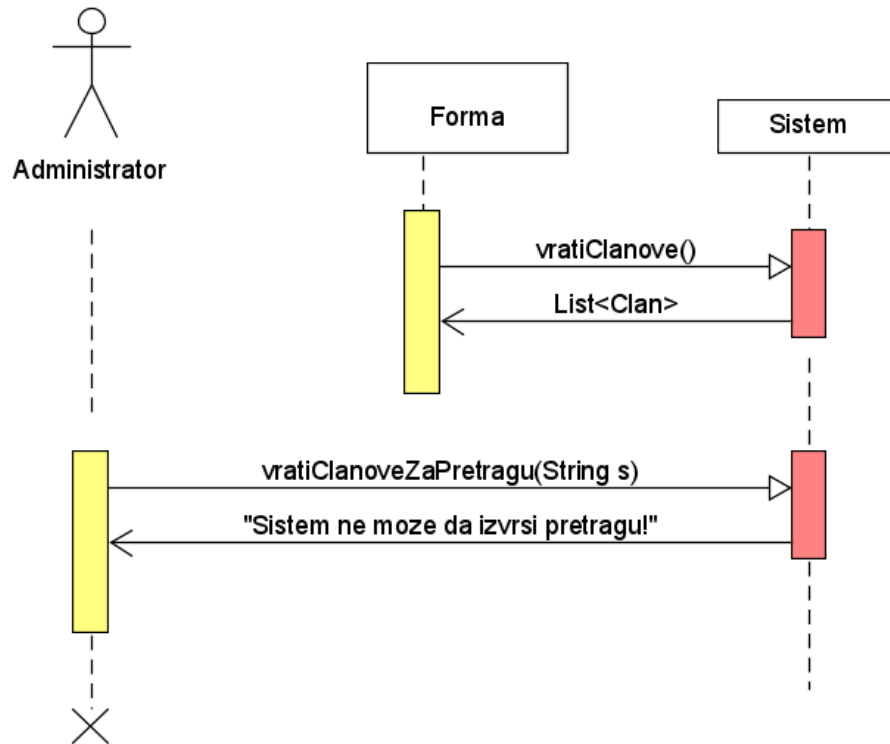 Forma
Sistem
Administrator
vratiClanove()
List<Clan>
vratiClanoveZaPretragu(String s)
"Sistem ne moze da izvrsi pretragu!"